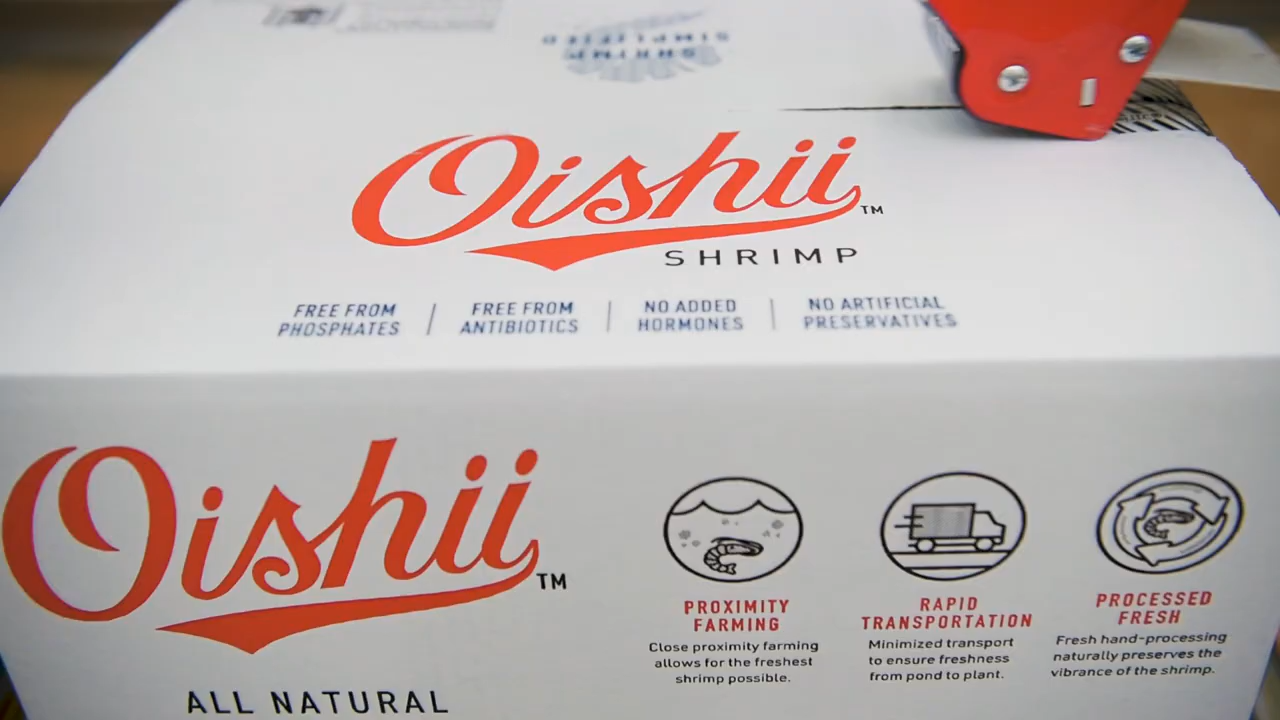 SHRIMP
SIMPLIFIED
Oishii™
SHRIMP
FREE FROM PHOSPHATES | FREE FROM ANTIBIOTICS | NO ADDED HORMONES | NO ARTIFICIAL PRESERVATIVES
Oishii™
ALL NATURAL
PROXIMITY
FARMING
Close proximity farming
allows for the freshest
shrimp possible.
RAPID
TRANSPORTATION
Minimized transport
to ensure freshness
from pond to plant.
PROCESSED
FRESH
Fresh hand-processing
naturally preserves the
vibrance of the shrimp.